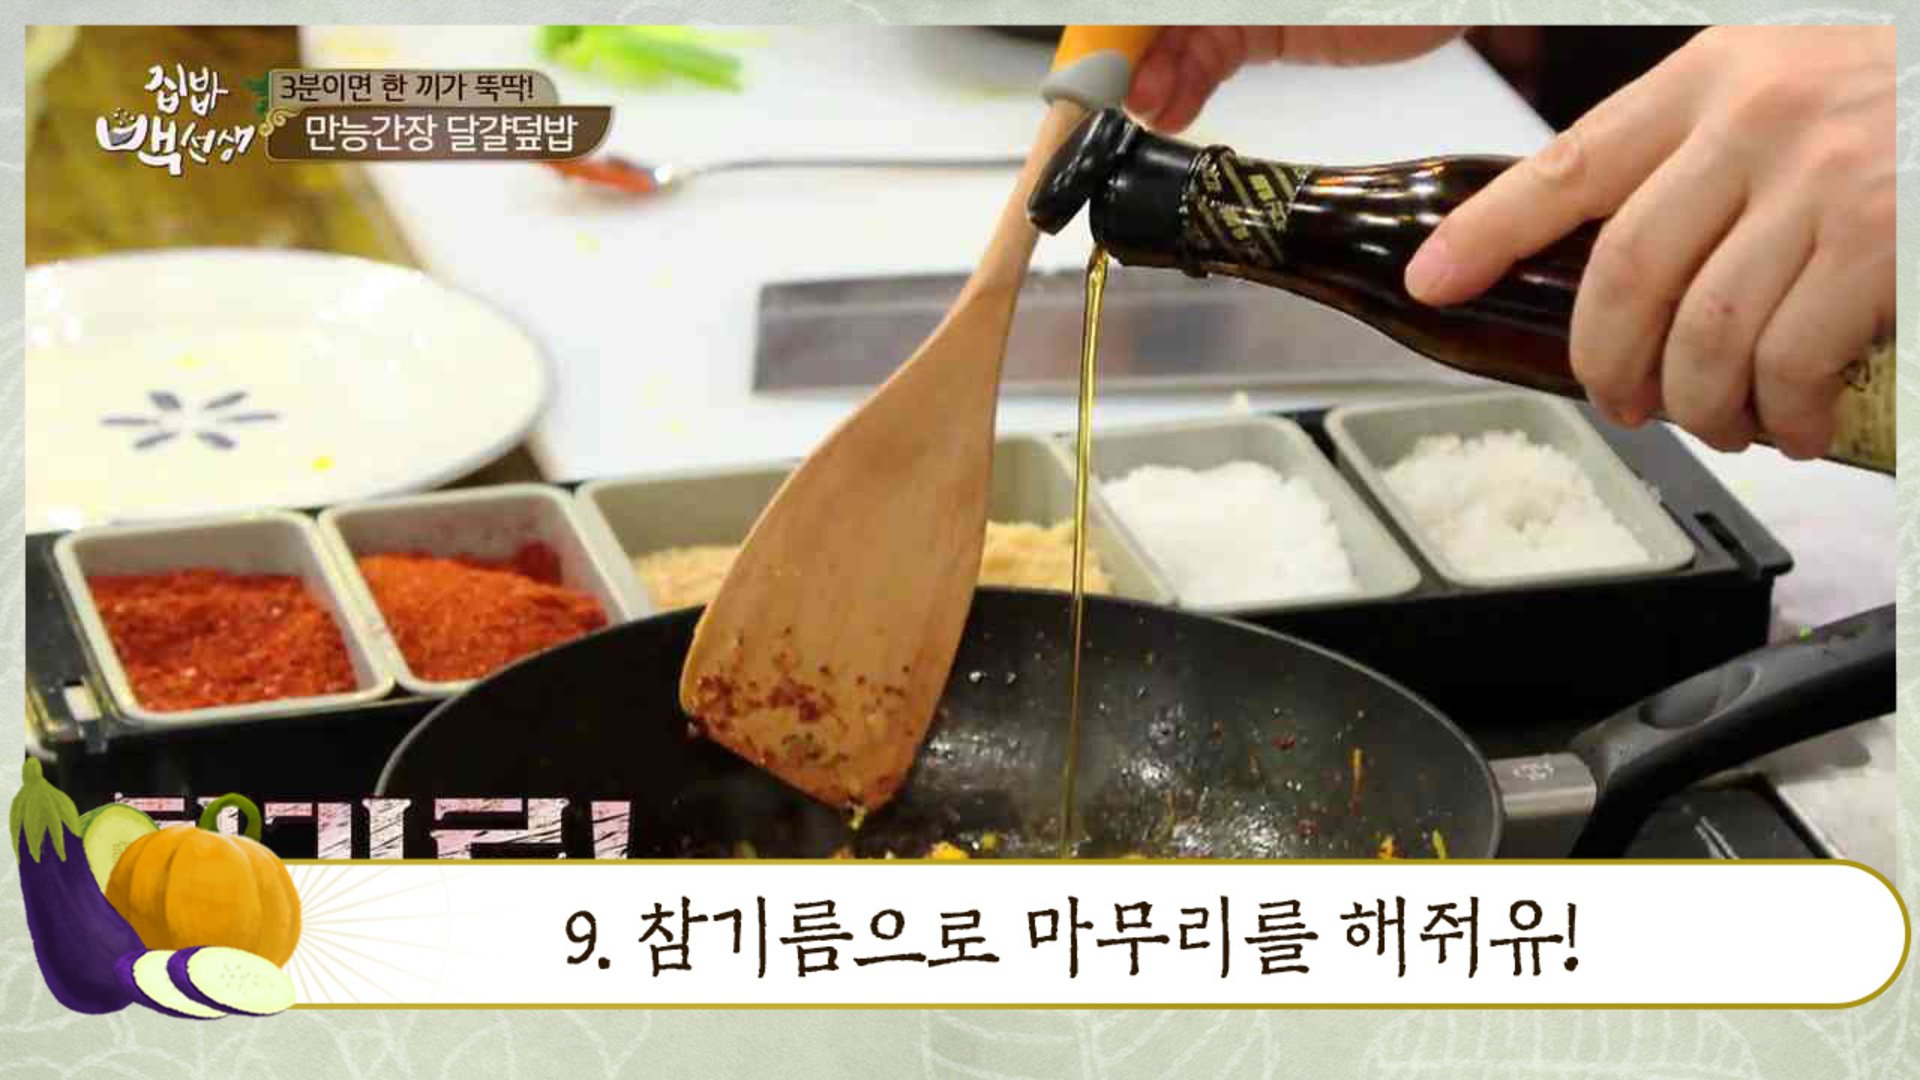 집밥
백선생
3분이면 한 끼가 뚝딱!
만능간장 달걀덮밥
9. 참기름으로 마무리를 해줘유!